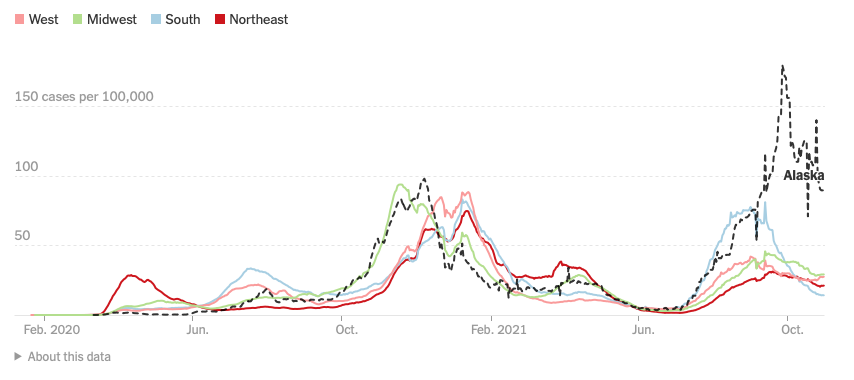 West Midwest South Northeast
150 cases per 100,000
100
Alaska
50
Feb. 2020 Jun. Oct. Feb. 2021 Jun. Oct.
▶ About this data